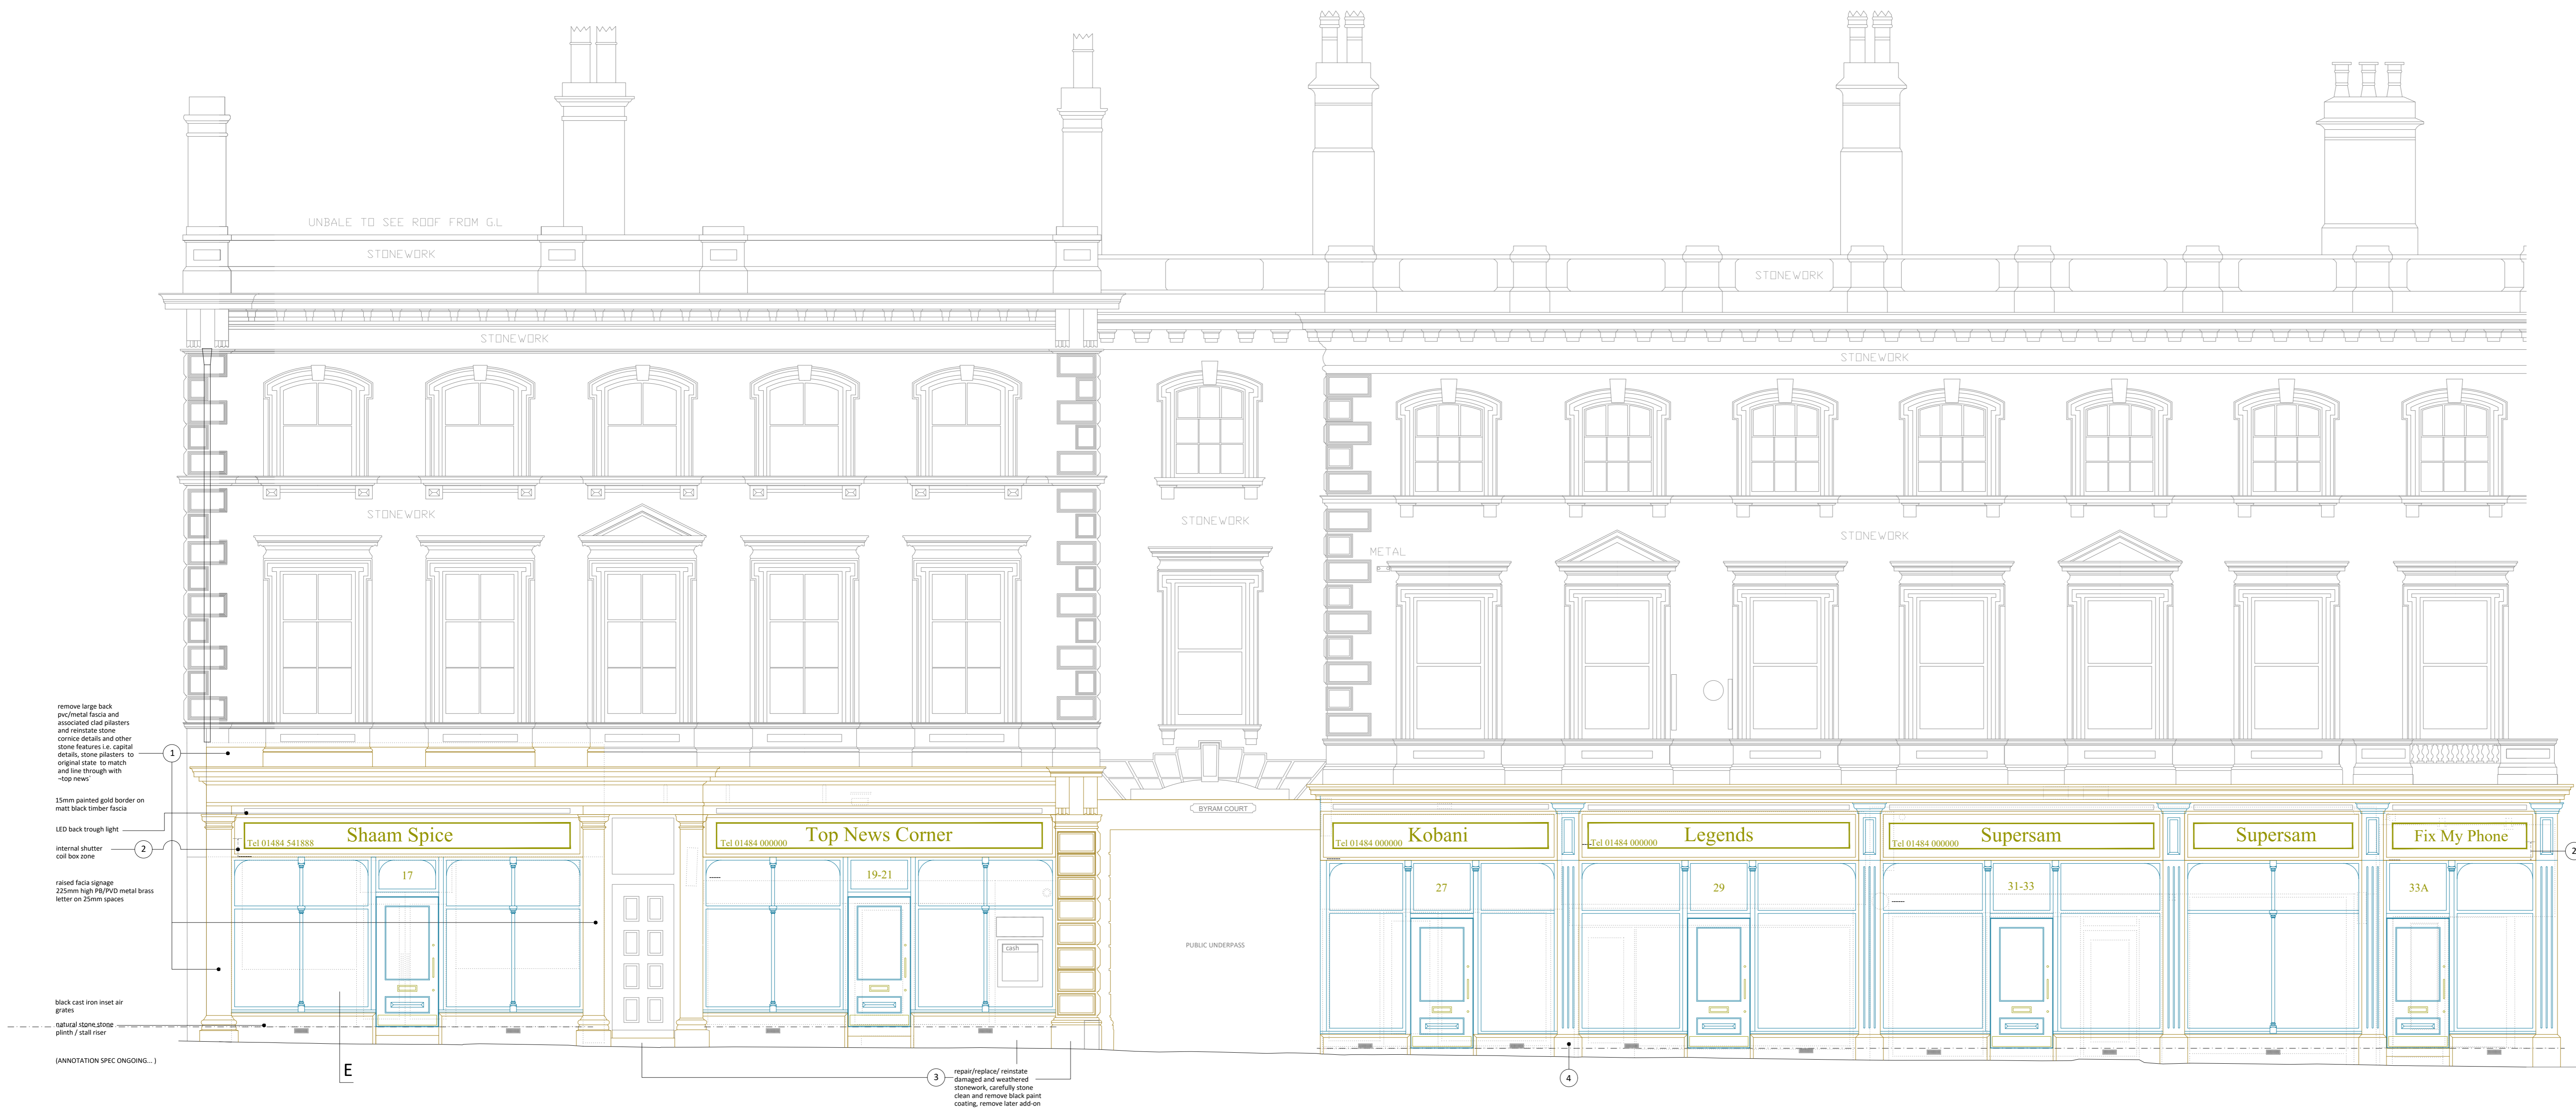 UNBALE TO SEE ROOF FROM G.L
STONEWORK
STONEWORK
STONEWORK
STONEWORK
STONEWORK
STONEWORK
STONEWORK
METAL
remove large back
pvc/metal fascia and
associated clad pilasters
and reinstate stone
cornice details and other
stone features i.e. capital
details, stone pilasters to
original state to match
and line through with
¬top news`
1
15mm painted gold border on
matt black timber fascia
LED back trough light
internal shutter
coil box zone
2
raised facia signage
225mm high PB/PVD metal brass
letter on 25mm spaces
black cast iron inset air
grates
natural stone stone
plinth / stall riser
(ANNOTATION SPEC ONGOING... )
E
Shaam Spice
Tel 01484 541888
17
Top News Corner
Tel 01484 000000
19-21
cash
BYRAM COURT
PUBLIC UNDERPASS
Kobani
Tel 01484 000000
27
Legends
Tel 01484 000000
29
Supersam
Tel 01484 000000
31-33
Supersam
Fix My Phone
33A
2
3
repair/replace/ reinstate
damaged and weathered
stonework, carefully stone
clean and remove black paint
coating, remove later add-on
4